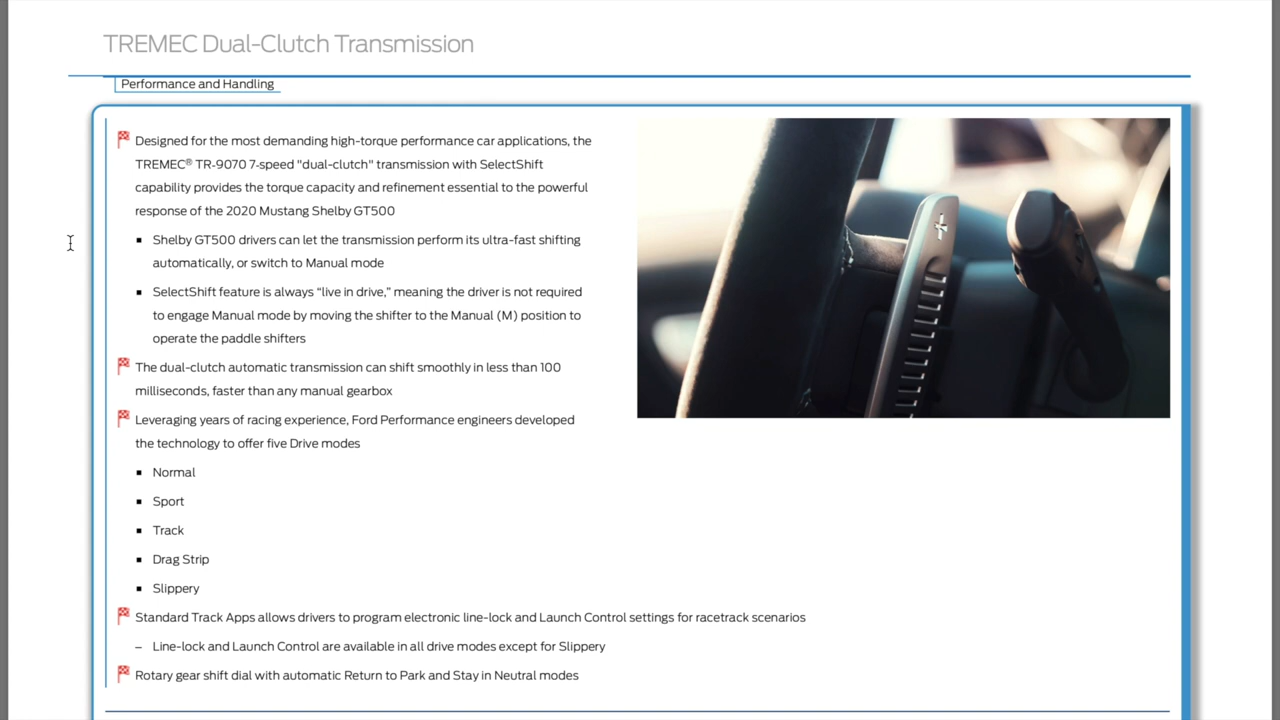 TREMEC Dual-Clutch Transmission
Performance and Handling
Designed for the most demanding high-torque performance car applications, the
TREMEC® TR-9070 7-speed "dual-clutch" transmission with SelectShift
capability provides the torque capacity and refinement essential to the powerful
response of the 2020 Mustang Shelby GT500
▪ Shelby GT500 drivers can let the transmission perform its ultra-fast shifting
automatically, or switch to Manual mode
▪ SelectShift feature is always “live in drive,” meaning the driver is not required
to engage Manual mode by moving the shifter to the Manual (M) position to
operate the paddle shifters
The dual-clutch automatic transmission can shift smoothly in less than 100
milliseconds, faster than any manual gearbox
Leveraging years of racing experience, Ford Performance engineers developed
the technology to offer five Drive modes
▪ Normal
▪ Sport
▪ Track
▪ Drag Strip
▪ Slippery
Standard Track Apps allows drivers to program electronic line-lock and Launch Control settings for racetrack scenarios
– Line-lock and Launch Control are available in all drive modes except for Slippery
Rotary gear shift dial with automatic Return to Park and Stay in Neutral modes